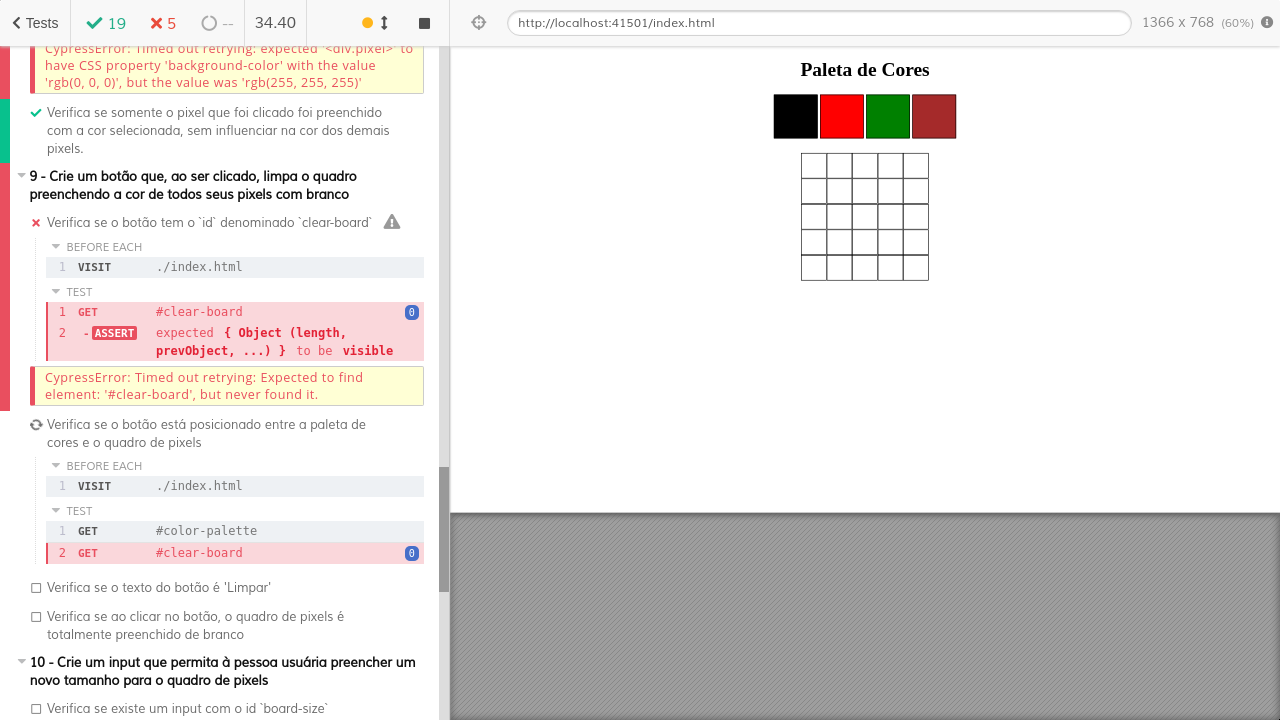 Tests
19
5
--
34.40
http://localhost:41501/index.html
1366 x 768 (60%)
CypressError: Timed out retrying: expected '<div.pixel>' to
have CSS property 'background-color' with the value
'rgb(0, 0, 0)', but the value was 'rgb(255, 255, 255)'
Verifica se somente o pixel que foi clicado foi preenchido
com a cor selecionada, sem influenciar na cor dos demais
pixels.
9 - Crie um botão que, ao ser clicado, limpa o quadro
preenchendo a cor de todos seus pixels com branco
Verifica se o botão tem o `id` denominado `clear-board`
BEFORE EACH
1 VISIT ./index.html
TEST
1 GET #clear-board 0
2 -ASSERT expected { Object (length,
prevObject, ...) } to be visible
CypressError: Timed out retrying: Expected to find
element: '#clear-board', but never found it.
Verifica se o botão está posicionado entre a paleta de
cores e o quadro de pixels
BEFORE EACH
1 VISIT ./index.html
TEST
1 GET #color-palette
2 GET #clear-board 0
Verifica se o texto do botão é 'Limpar'
Verifica se ao clicar no botão, o quadro de pixels é
totalmente preenchido de branco
10 - Crie um input que permita à pessoa usuária preencher um
novo tamanho para o quadro de pixels
Verifica se existe um input com o id `board-size`
Paleta de Cores